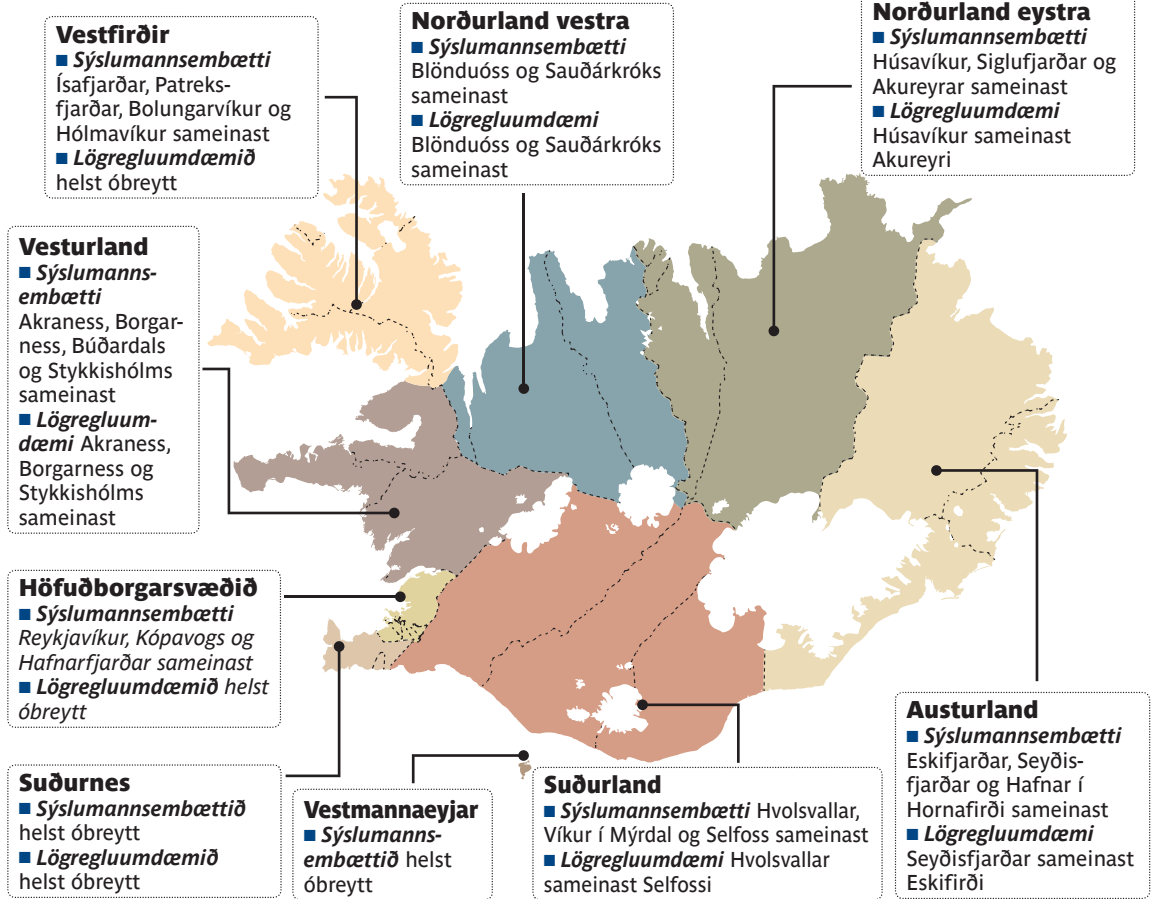 Vestfirðir
■ Sýslumannsembætti
Ísafjarðar, Patreks-
fjarðar, Bolungarvíkur og
Hólmavíkur sameinast
■ Lögregluumdæmið
helst óbreytt
Norðurland vestra
■ Sýslumannsembætti
Blönduóss og Sauðárkróks
sameinast
■ Lögregluumdæmi
Blönduóss og Sauðárkróks
sameinast
Norðurland eystra
■ Sýslumannsembætti
Húsavíkur, Siglufjarðar og
Akureyrar sameinast
■ Lögregluumdæmi
Húsavíkur sameinast
Akureyri
Vesturland
■ Sýslumanns-
embætti
Akraness, Borgar-
ness, Búðardals
og Stykkishólms
sameinast
■ Lögregluum-
dæmi Akraness,
Borgarness og
Stykkishólms
sameinast
Höfuðborgarsvæðið
■ Sýslumannsembætti
Reykjavíkur, Kópavogs og
Hafnarfjarðar sameinast
■ Lögregluumdæmið helst
óbreytt
Suðurnes
■ Sýslumannsembættið
helst óbreytt
■ Lögregluumdæmið
helst óbreytt
Vestmannaeyjar
■ Sýslumanns-
embættið helst
óbreytt
Suðurland
■ Sýslumannsembætti Hvolsvallar,
Víkur í Mýrdal og Selfoss sameinast
■ Lögregluumdæmi Hvolsvallar
sameinast Selfossi
Austurland
■ Sýslumannsembætti
Eskifjarðar, Seyðis-
fjarðar og Hafnar í
Hornafirði sameinast
■ Lögregluumdæmi
Seyðisfjarðar sameinast
Eskifirði